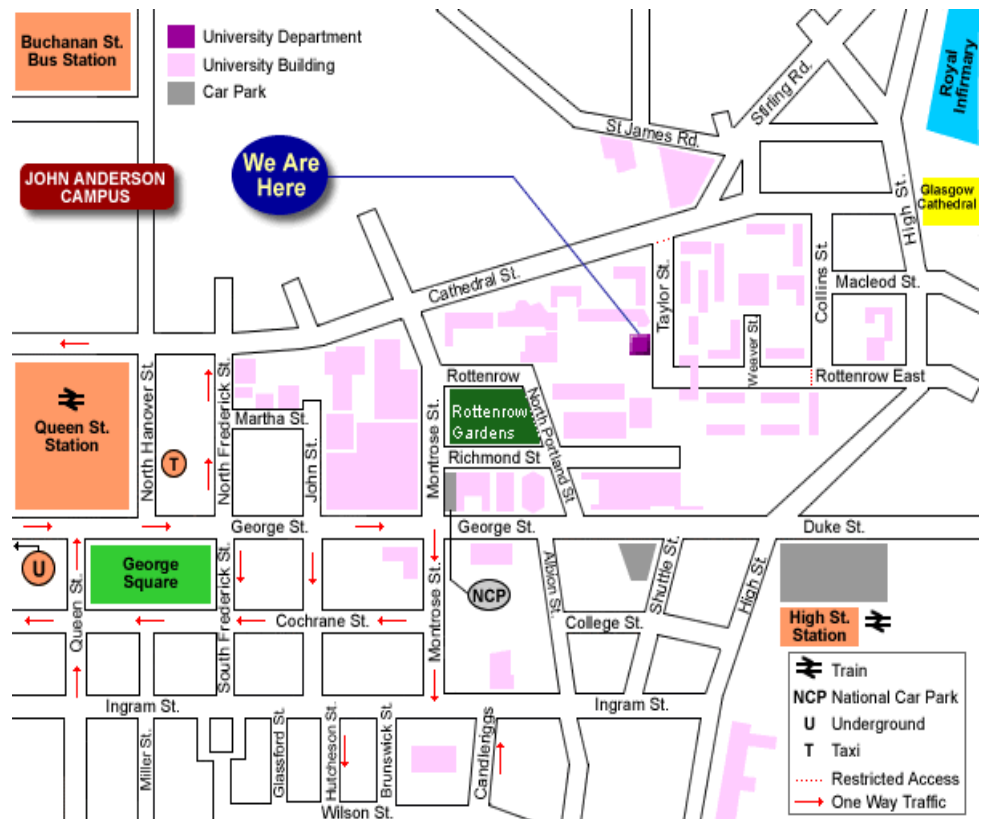 Buchanan St.
Bus Station
University Department
University Building
Car Park
Royal
Infirmary
Stirling Rd.
St James Rd.
We Are
Here
JOHN ANDERSON
CAMPUS
High St.
Glasgow
Cathedral
Cathedral St.
Taylor St.
Collins St.
Macleod St.
Weaver St
Rottenrow East
Rottenrow
Rottenrow
Gardens
North Portland St
Richmond St
Queen St.
Station
North Hanover St.
T
North Frederick St.
Martha St.
John St.
Montrose St.
George St.
George St.
Duke St.
U
George
Square
Queen St.
South Frederick St.
Cochrane St.
Montrose St.
NCP
Albion St.
Shuttle St.
High St.
College St.
High St.
Station
Ingram St.
Ingram St.
Miller St.
Glassford St.
Hutcheson St.
Brunswick St.
Candleriggs
Wilson St.
Train
NCP National Car Park
U Underground
T Taxi
Restricted Access
One Way Traffic